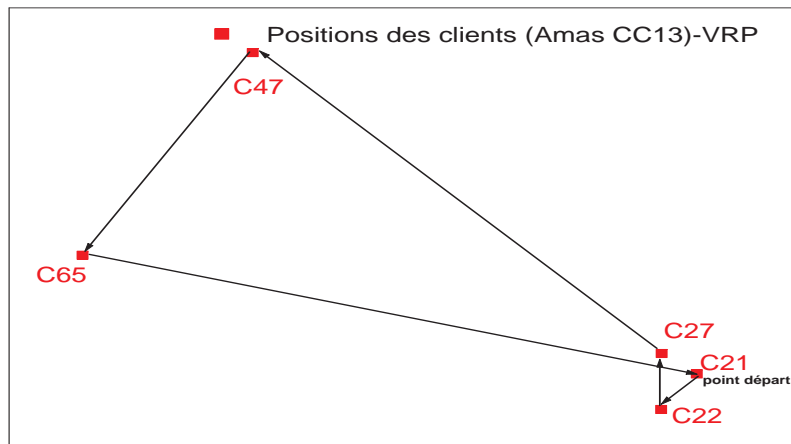 Positions des clients (Amas CC13)-VRP
C47
C65
C27
C21
point départ
C22